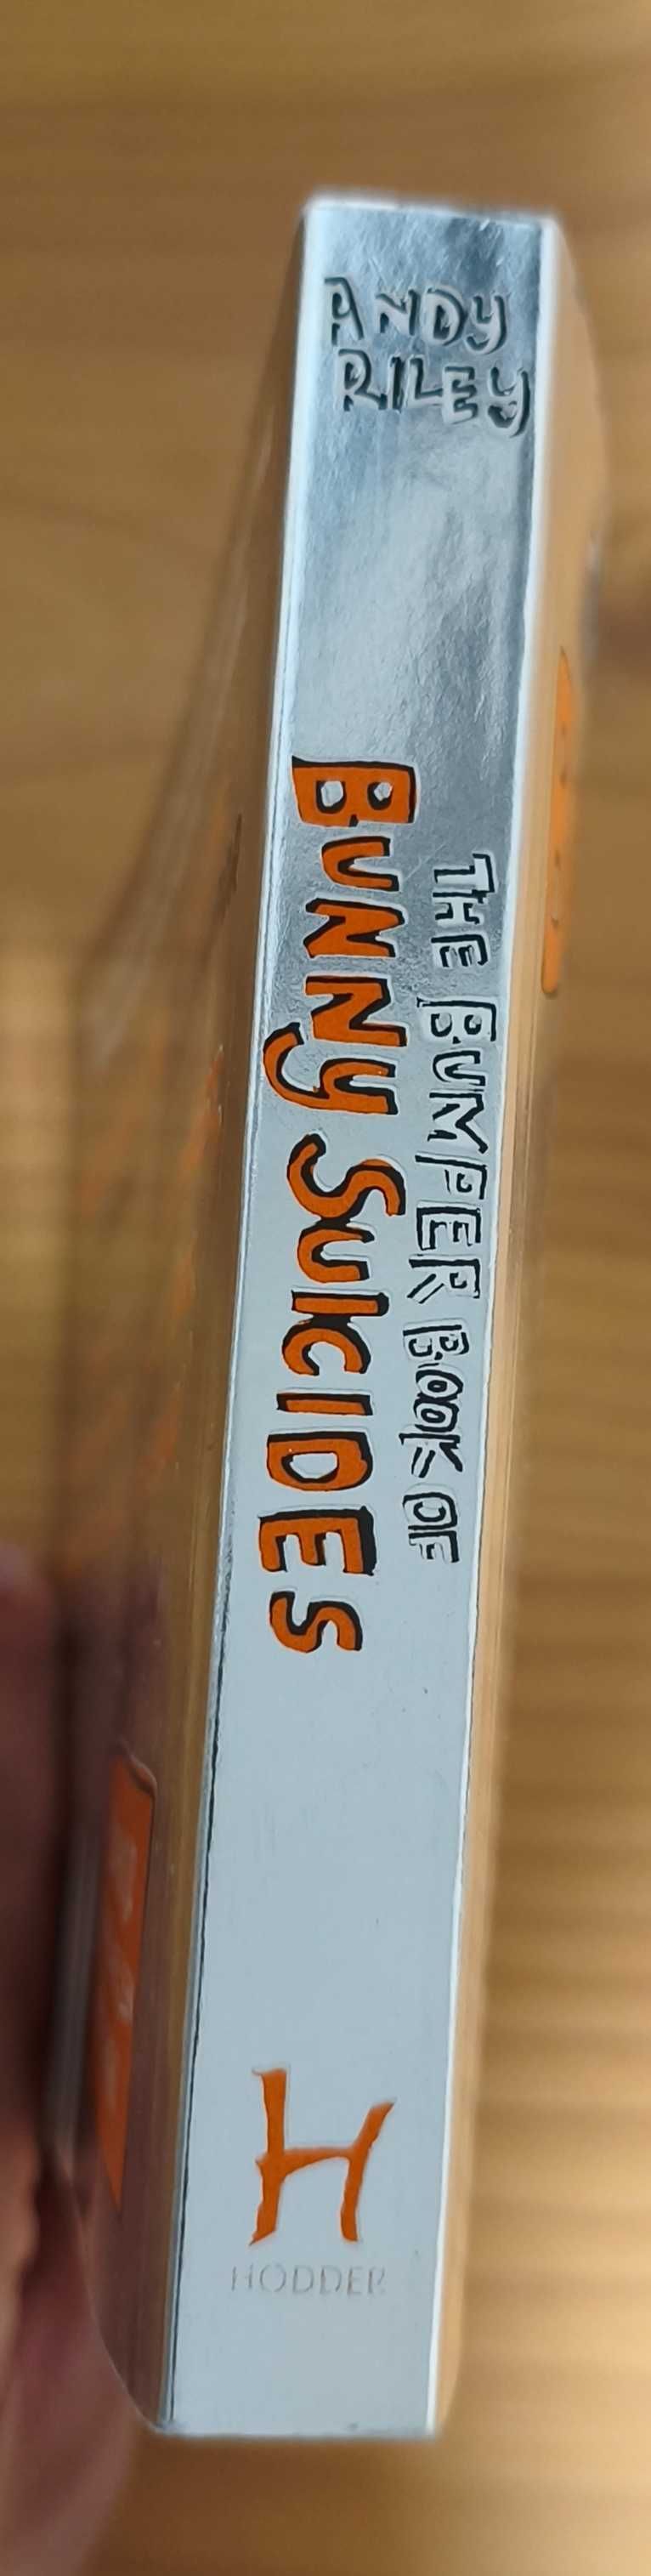 ANDY
RILEY
THE BUMPER BOOK OF
BUNNY SUICIDES
H
HODDER